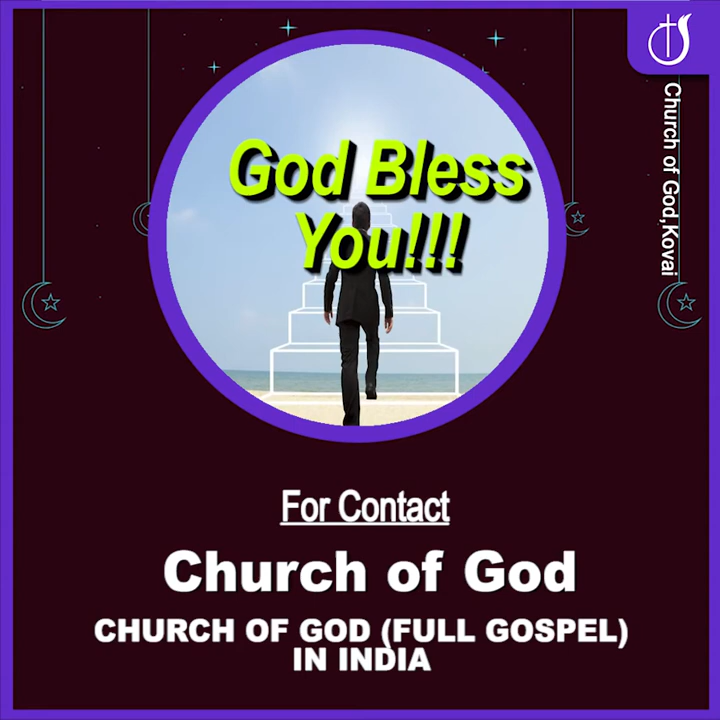 God Bless
You!!!
Church of God,Kovai
For Contact
Church of God
CHURCH OF GOD (FULL GOSPEL)
IN INDIA